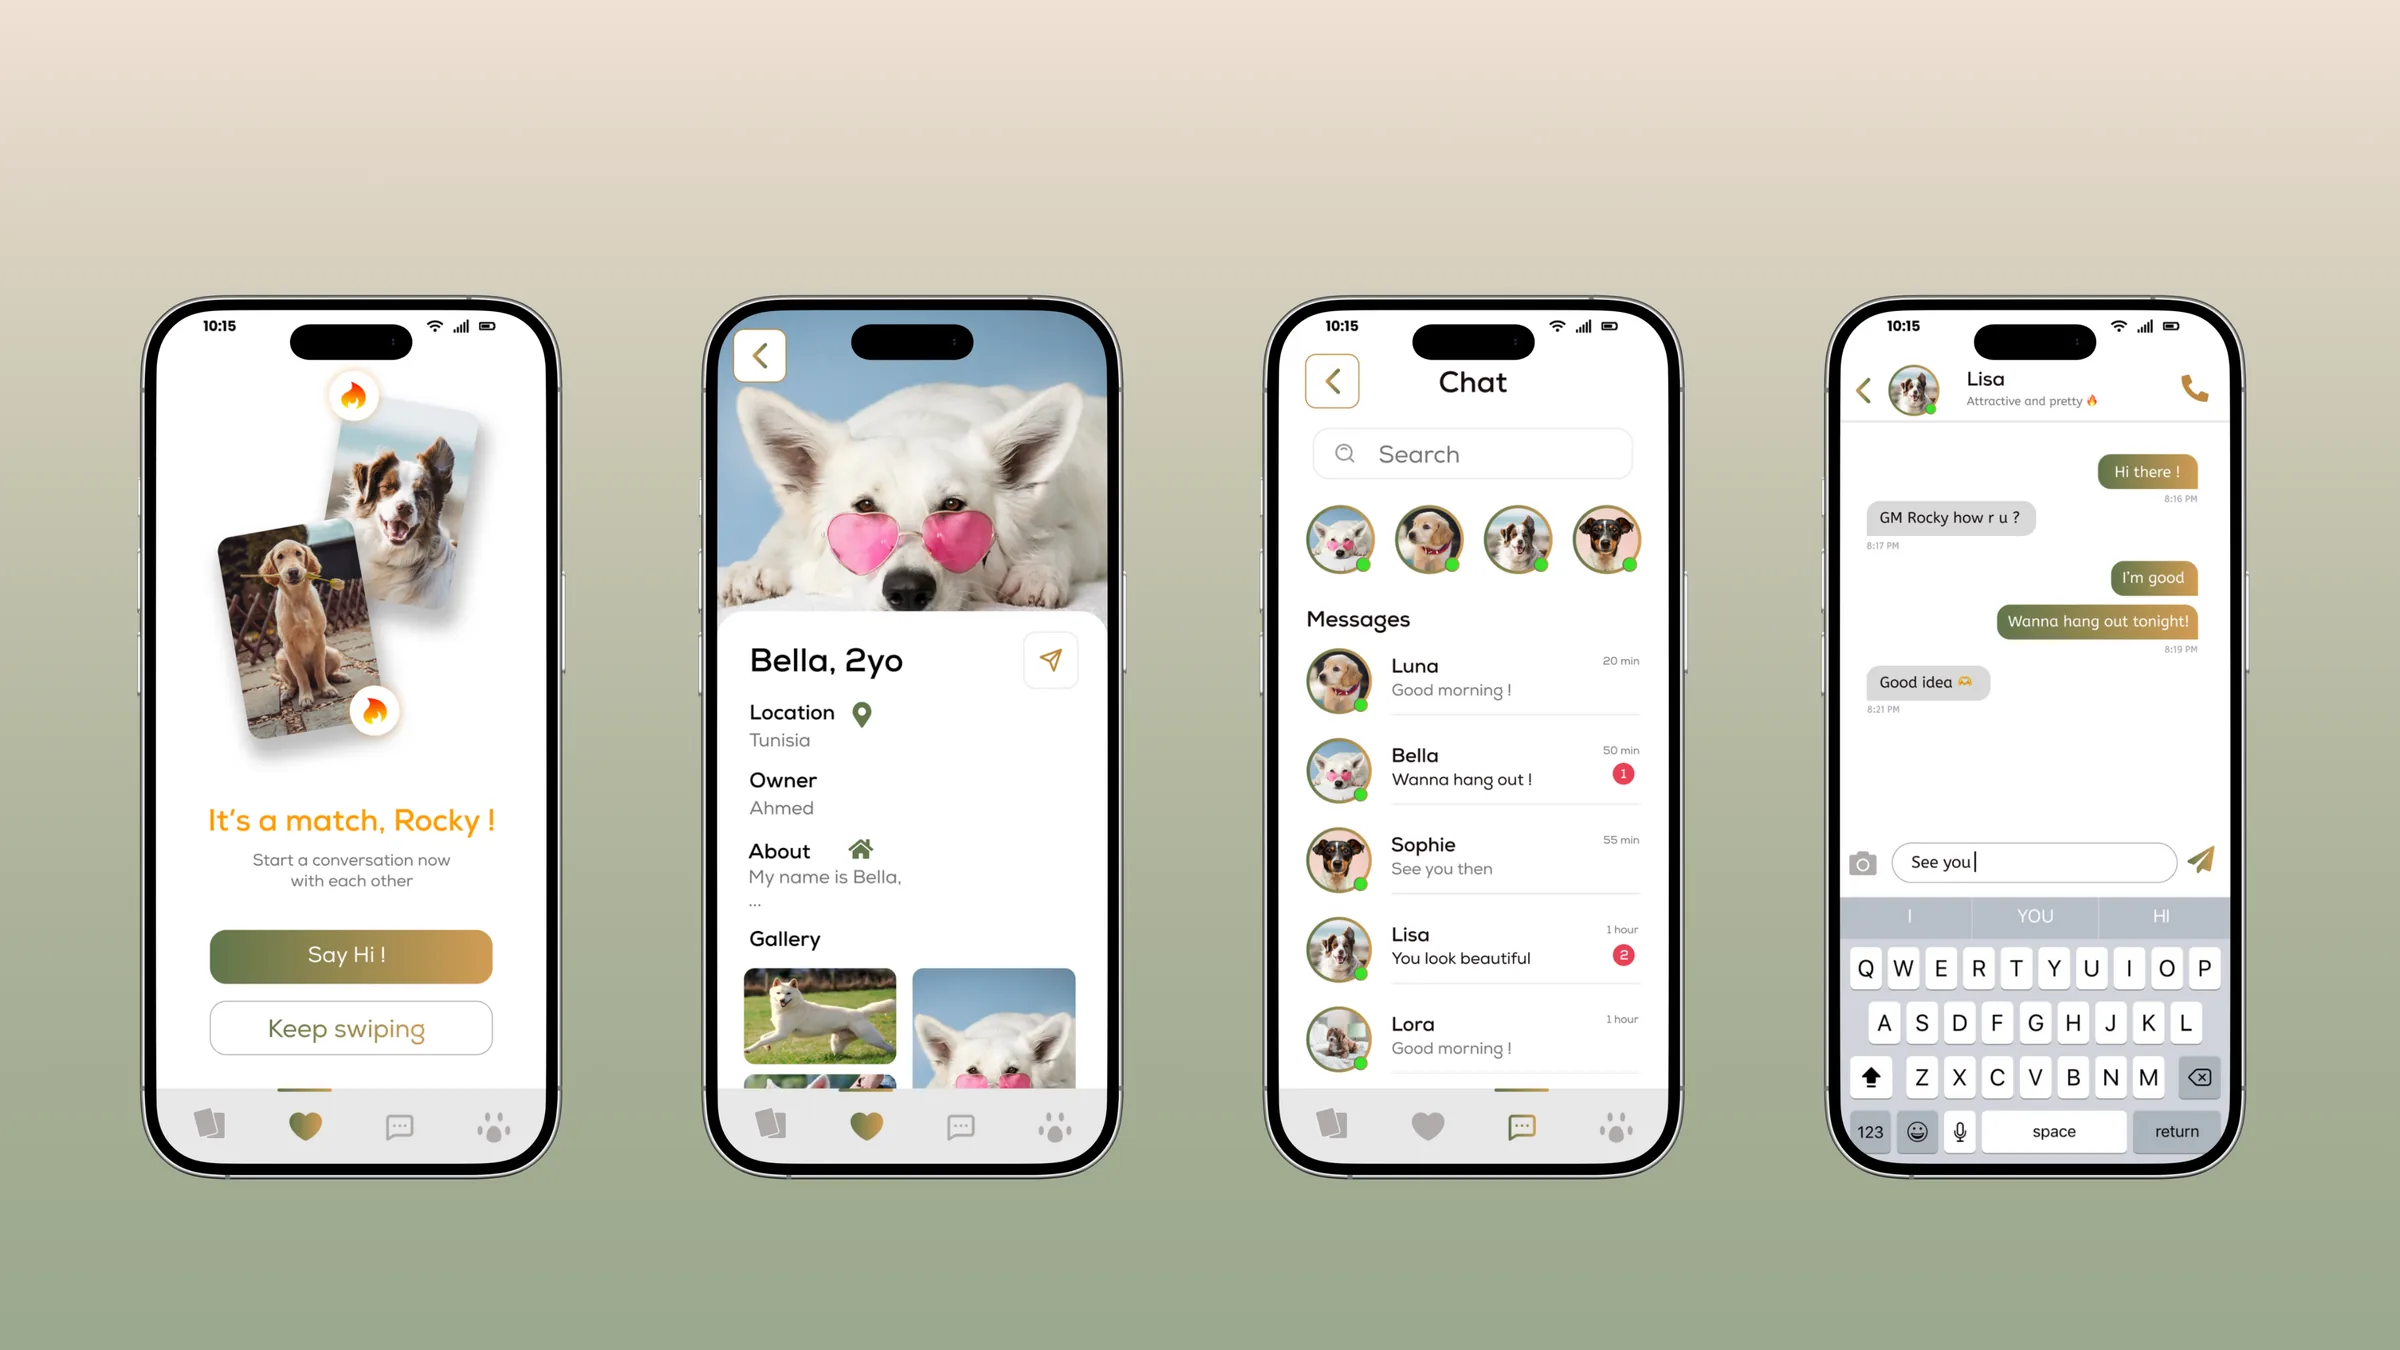 10:15
It's a match, Rocky !
Start a conversation now
with each other
Say Hi !
Keep swiping
Bella, 2yo
Location
Tunisia
Owner
Ahmed
About
My name is Bella,
...
Gallery
10:15
Chat
Search
Messages
Luna
20 min
Good morning !
Bella
50 min
Wanna hang out !
1
Sophie
55 min
See you then
Lisa
1 hour
You look beautiful
2
Lora
1 hour
Good morning !
10:15
Lisa
Attractive and pretty 🔥
Hi there !
8:16 PM
GM Rocky how r u ?
8:17 PM
I'm good
Wanna hang out tonight!
8:19 PM
Good idea 🫶
8:21 PM
See you
I YOU HI
Q W E R T Y U I O P
A S D F G H J K L
Z X C V B N M
123 space return